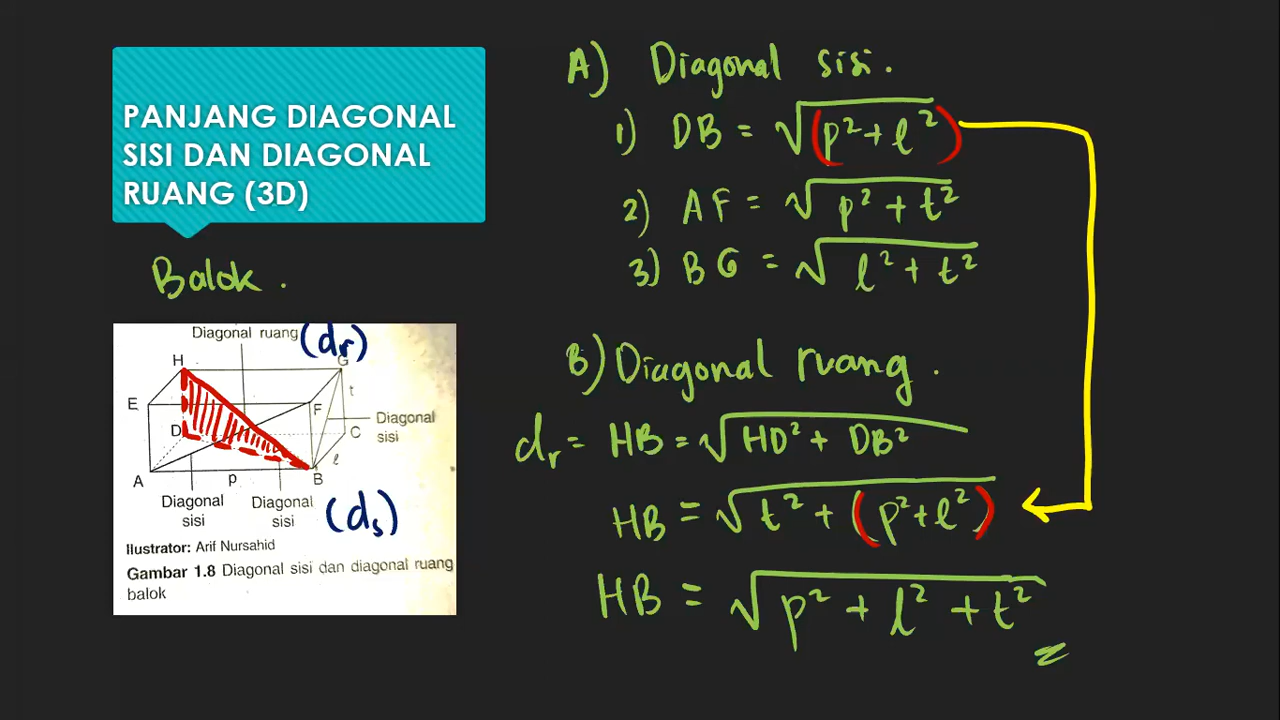 PANJANG DIAGONAL
SISI DAN DIAGONAL
RUANG (3D)
Balok.
Diagonal ruang (dr)
H
G
E
F
t
Diagonal
sisi
D
C
l
A
p
B
Diagonal
sisi
Diagonal
sisi
(ds)
Ilustrator: Arif Nursahid
Gambar 1.8 Diagonal sisi dan diagonal ruang
balok
A) Diagonal sisi.
1) DB = √(p² + l²)
2) AF = √p² + t²
3) BG = √l² + t²
B) Diagonal ruang.
dr = HB = √HD² + DB²
HB = √t² + (p² + l²)
HB = √p² + l² + t²